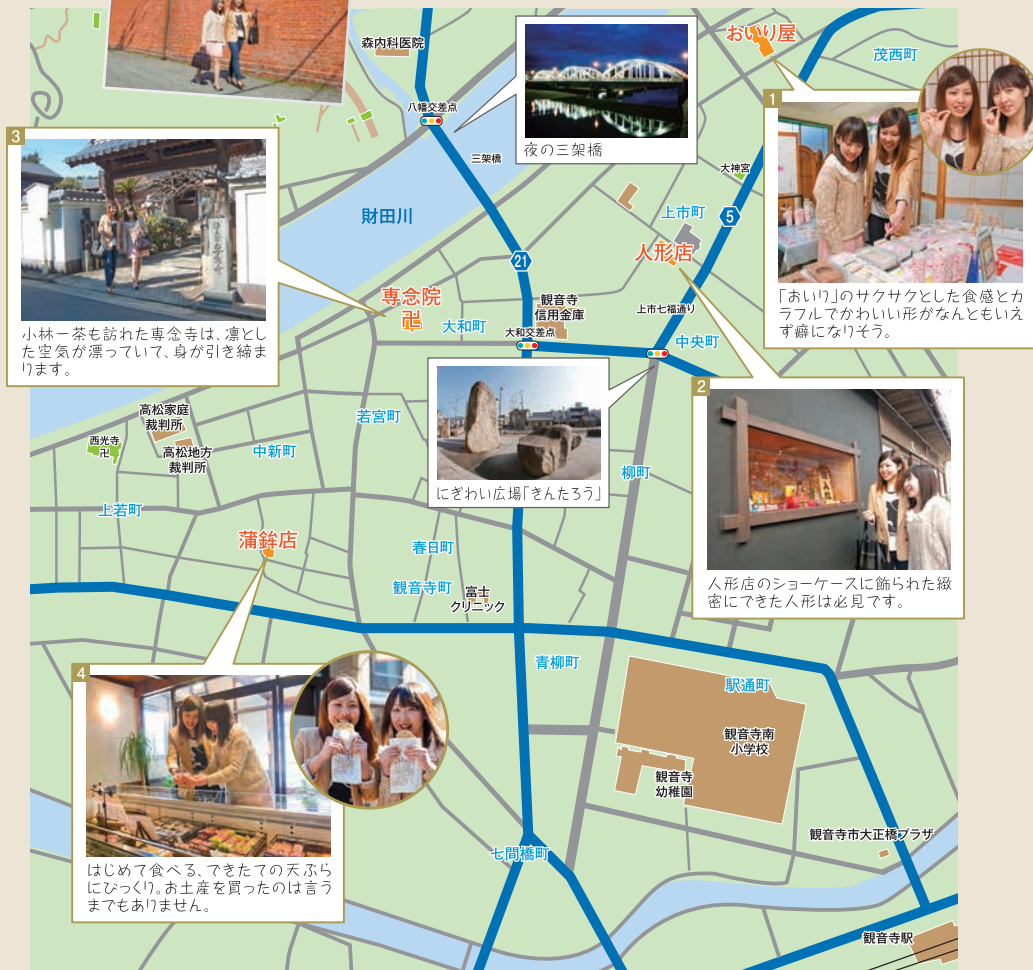 森内科医院
八幡交差点
三架橋
夜の三架橋
おいり屋
茂西町
1
「おいり」のサクサクとした食感とカ
ラフルでかわいい形がなんともいえ
ず癖になりそう。
3
小林一茶も訪れた専念寺は、凛とし
た空気が漂っていて、身が引き締ま
ります。
財田川
大神宮
上市町
5
人形店
21
専念院
卍
大和町
観音寺
信用金庫
大和交差点
上市七福通り
中央町
にぎわい広場「きんたろう」
2
人形店のショーケースに飾られた緻
密にできた人形は必見です。
高松家庭
裁判所
西光寺
卍
高松地方
裁判所
中新町
若宮町
柳町
上若町
蒲鉾店
春日町
観音寺町
富士
クリニック
青柳町
駅通町
観音寺南
小学校
観音寺
幼稚園
4
はじめて食べる、できたての天ぷら
にびっくり。お土産を買ったのは言う
までもありません。
七間橋町
観音寺市大正橋プラザ
観音寺駅